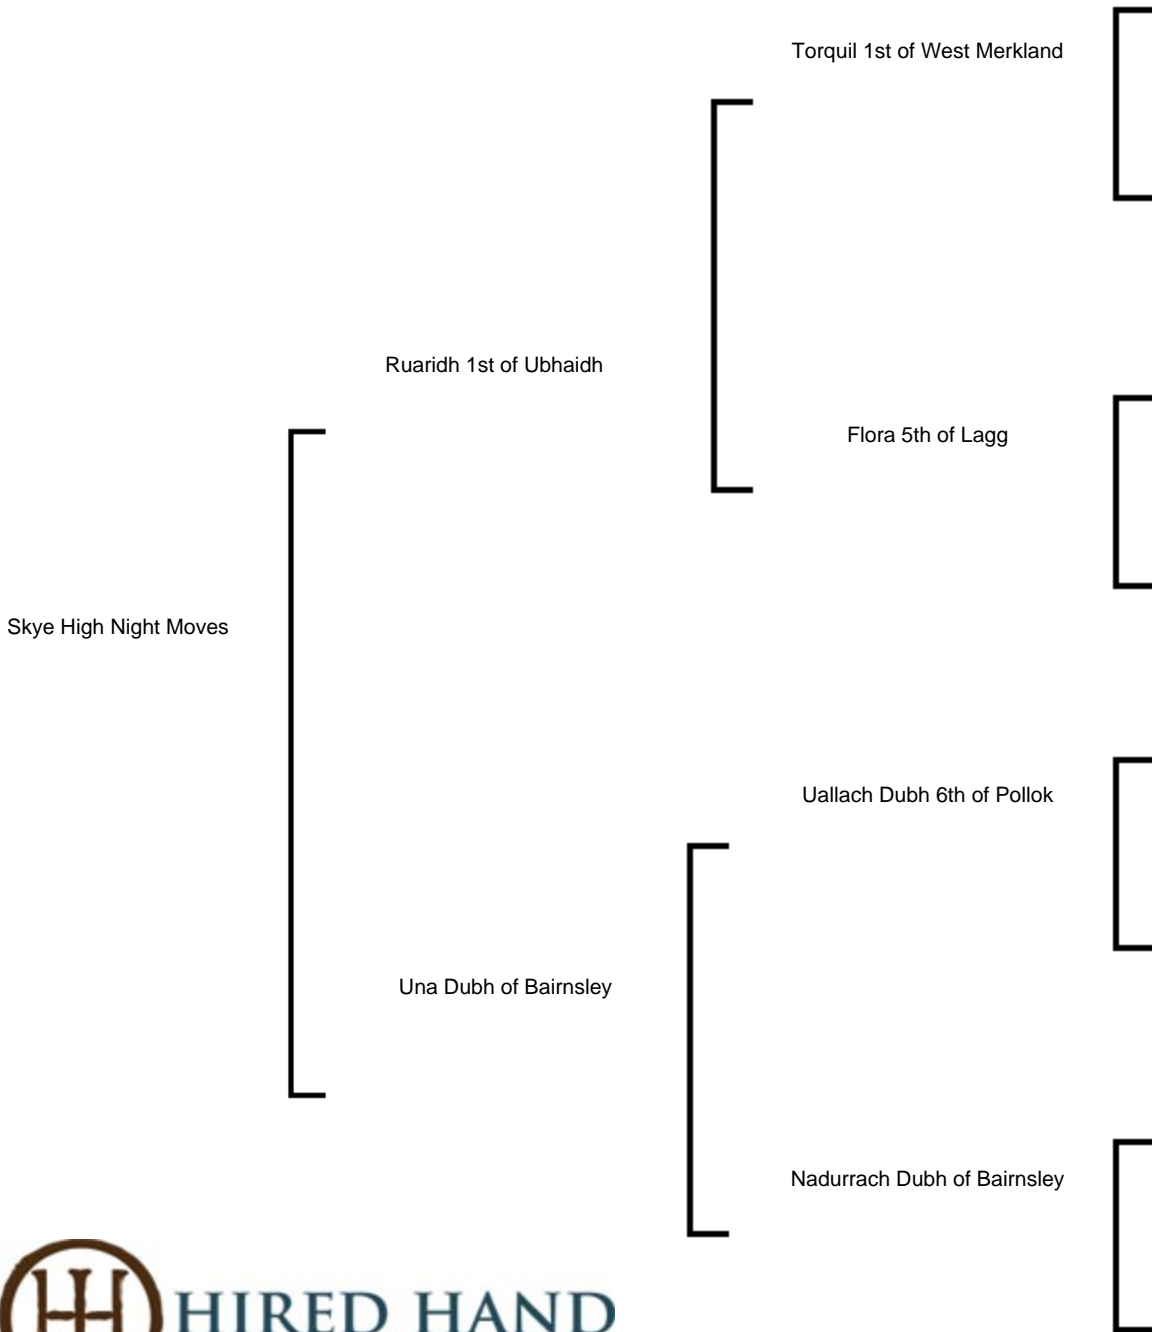 Torquil 1st of West Merkland
Ruaridh 1st of Ubhaidh
Flora 5th of Lagg
Skye High Night Moves
Uallach Dubh 6th of Pollok
Una Dubh of Bairnsley
Nadurrach Dubh of Bairnsley
HIRED HAND